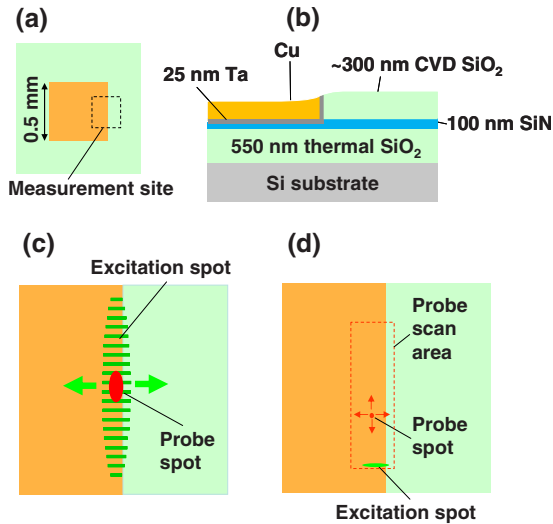 (a)
0.5 mm
Measurement site
(b)
Cu
25 nm Ta
~300 nm CVD SiO₂
100 nm SiN
550 nm thermal SiO₂
Si substrate
(c)
Excitation spot
Probe
spot
(d)
Probe
scan
area
Probe
spot
Excitation spot